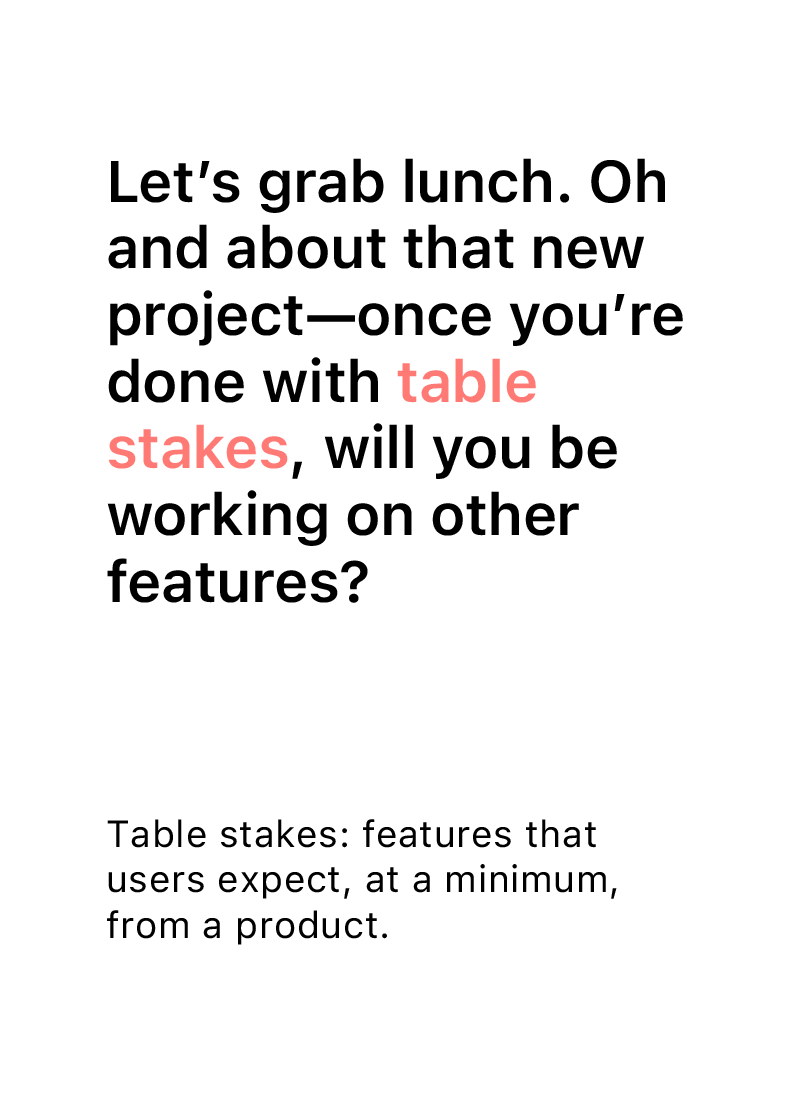 Let’s grab lunch. Oh
and about that new
project—once you’re
done with table
stakes, will you be
working on other
features?
Table stakes: features that
users expect, at a minimum,
from a product.